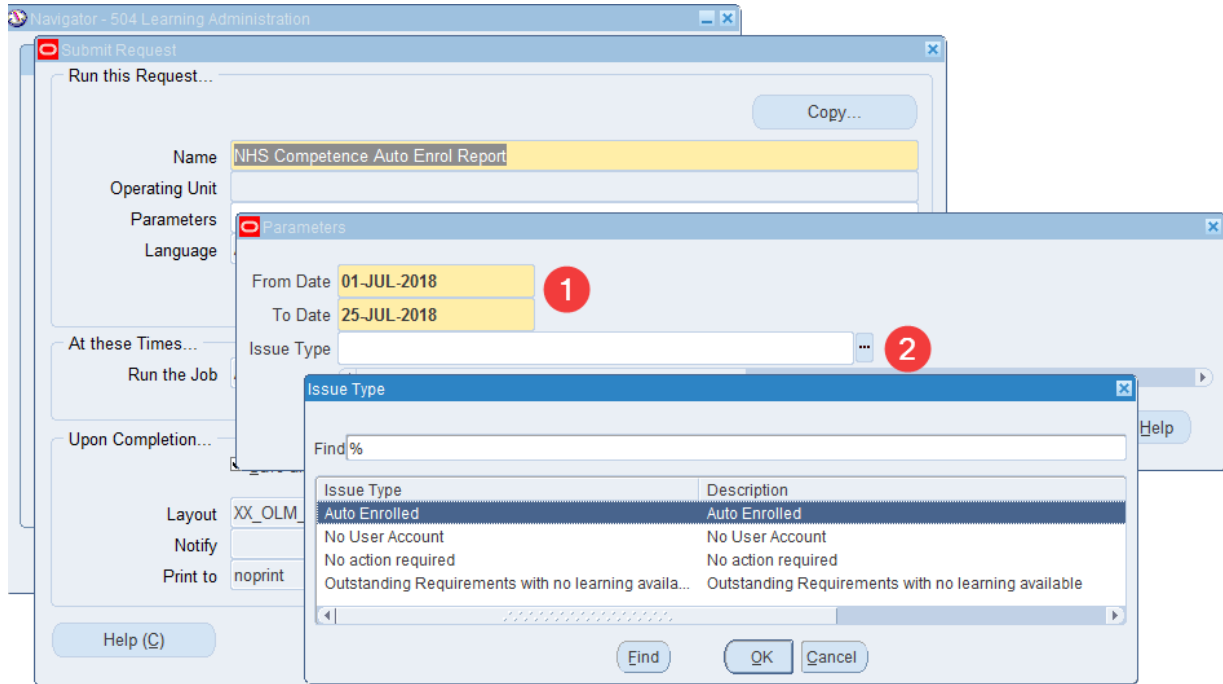 Navigator - 504 Learning Administration
Submit Request
Run this Request...
Copy...
Name NHS Competence Auto Enrol Report
Operating Unit
Parameters
Language
Parameters
From Date 01-JUL-2018
1
To Date 25-JUL-2018
Issue Type
2
At these Times...
Run the Job
Issue Type
Help
Upon Completion...
Find %
Issue Type Description
Auto Enrolled Auto Enrolled
No User Account No User Account
No action required No action required
Outstanding Requirements with no learning availa... Outstanding Requirements with no learning available
Layout XX_OLM_
Notify
Print to noprint
Help (C)
Find OK Cancel